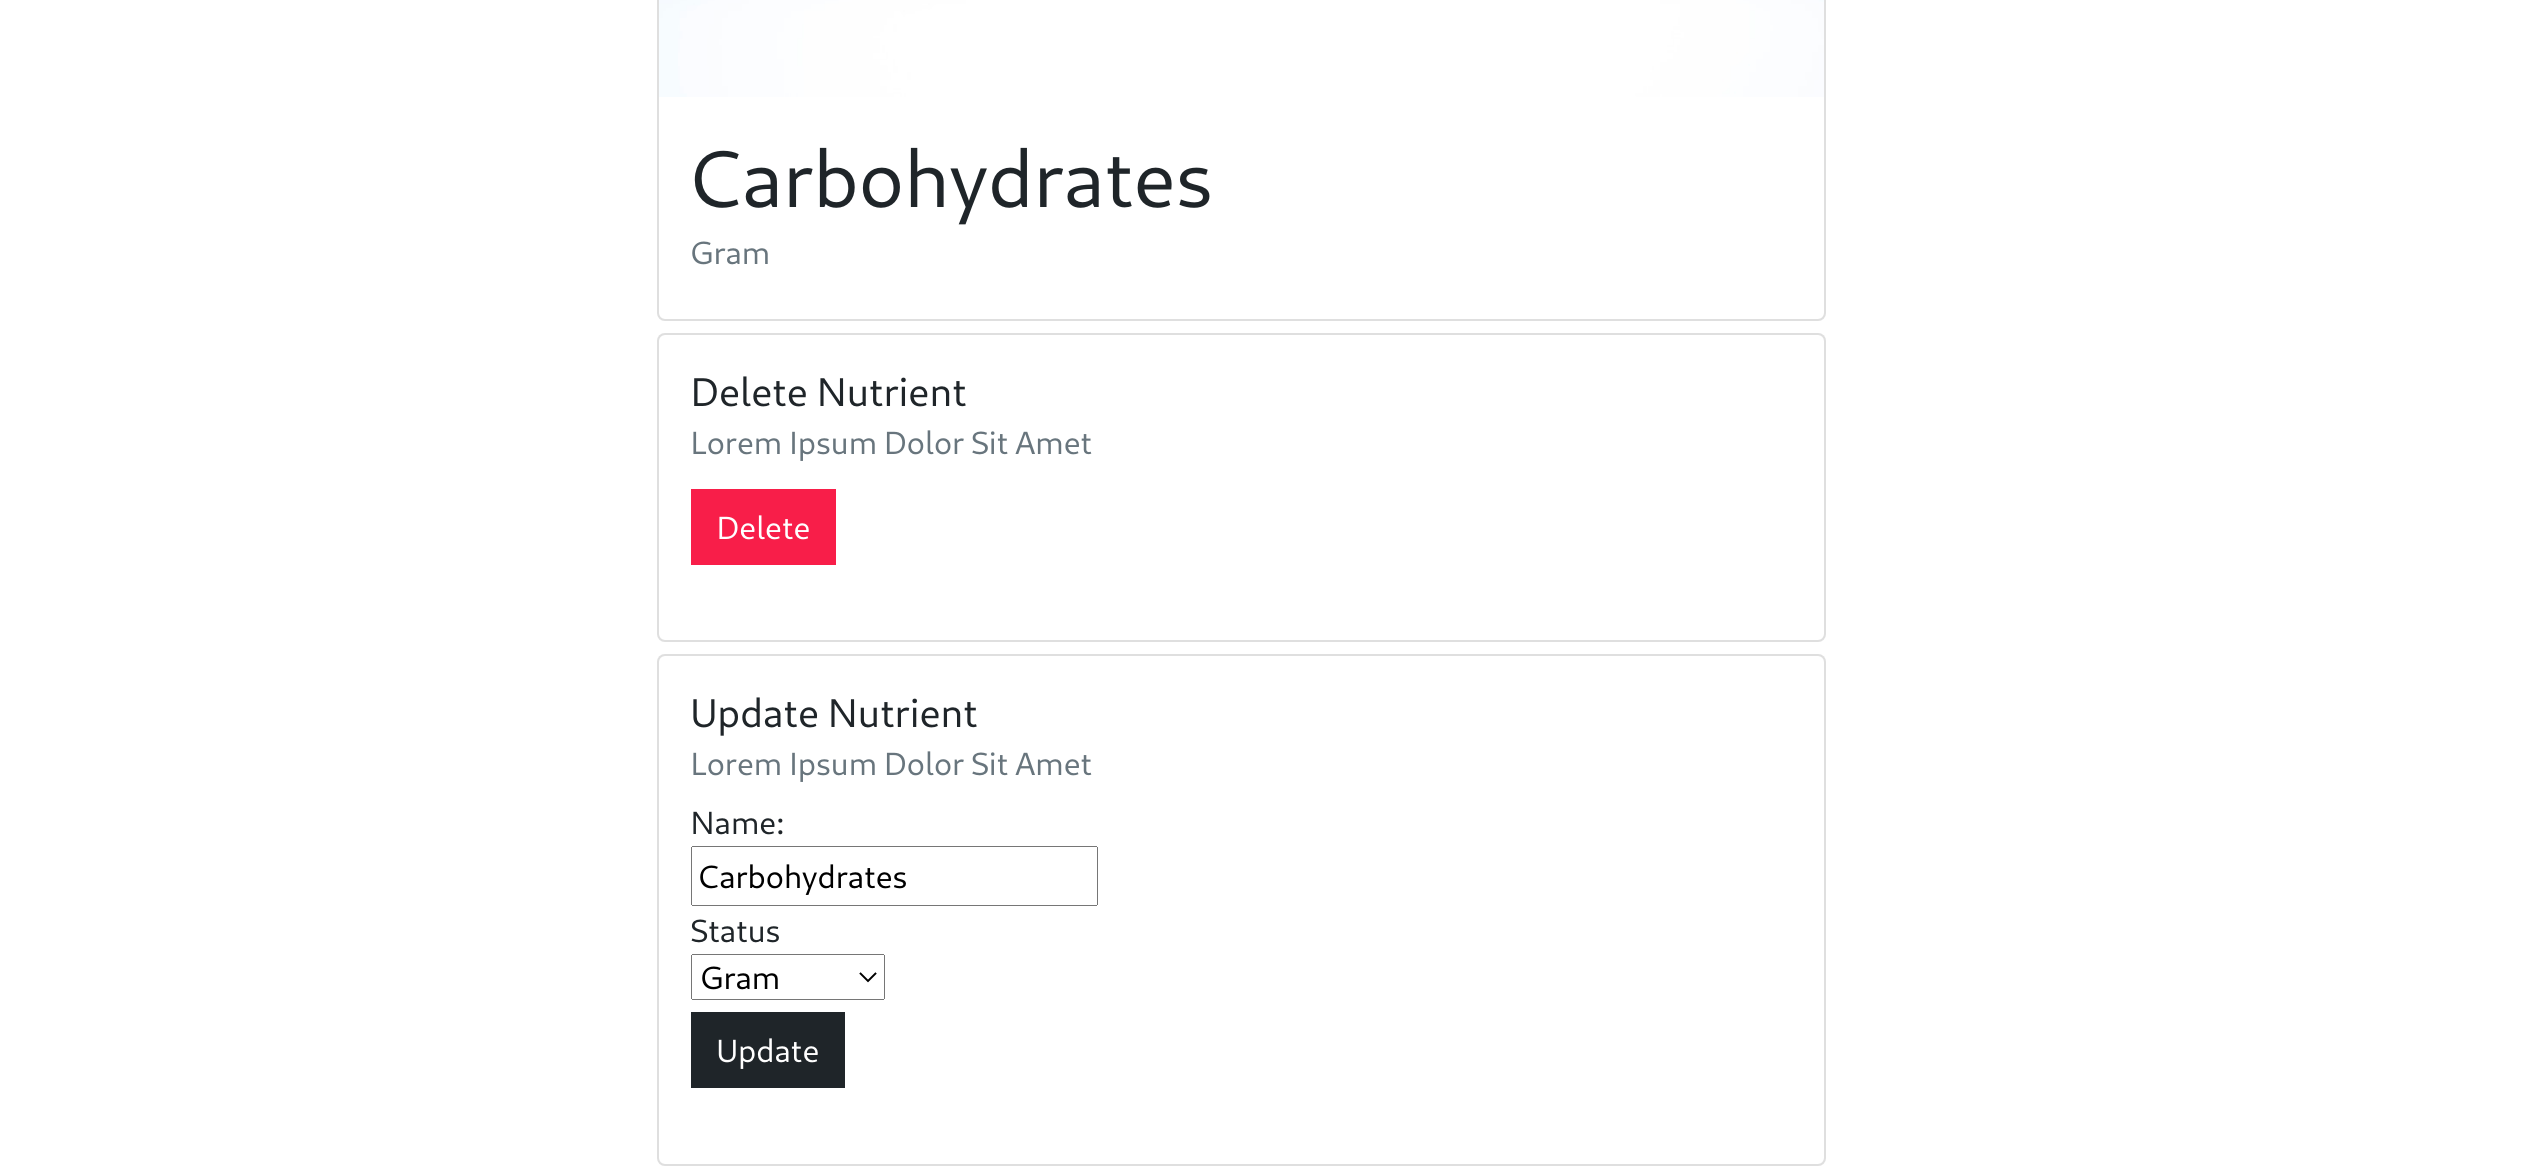 Carbohydrates
Gram
Delete Nutrient
Lorem Ipsum Dolor Sit Amet
Delete
Update Nutrient
Lorem Ipsum Dolor Sit Amet
Name:
Carbohydrates
Status
Gram
Update